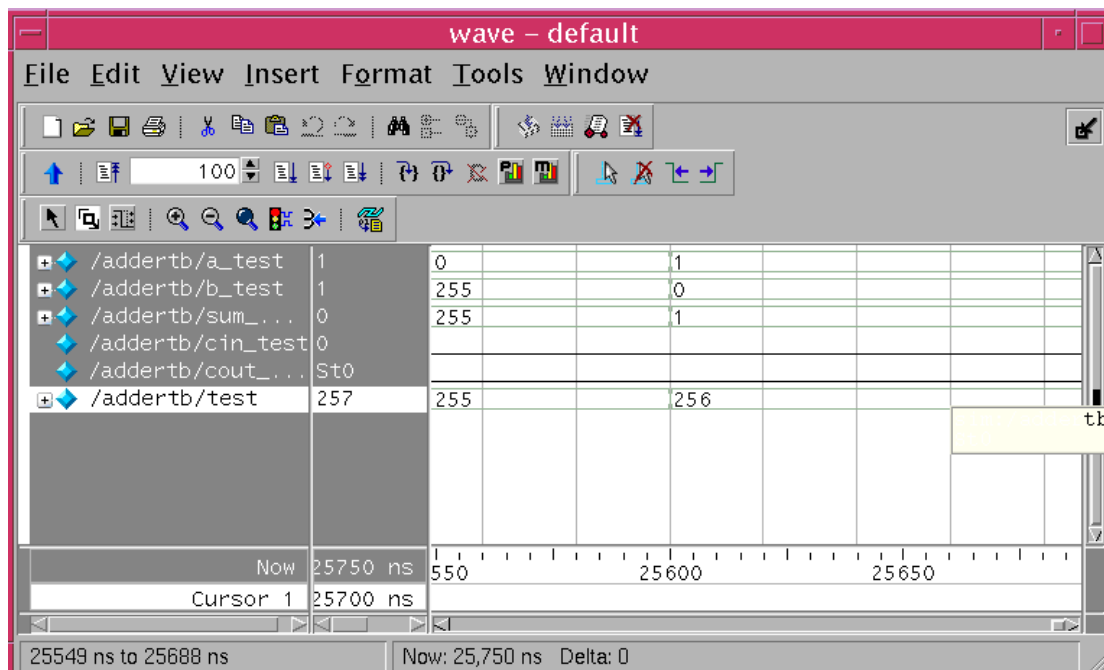 wave – default
File Edit View Insert Format Tools Window
100
/addertb/a_test 1 0 1
/addertb/b_test 1 255 0
/addertb/sum_... 0 255 1
/addertb/cin_test 0
/addertb/cout_... St0
/addertb/test 257 255 256
tb
Now 25750 ns 550 25600 25650
Cursor 1 25700 ns
25549 ns to 25688 ns Now: 25,750 ns Delta: 0